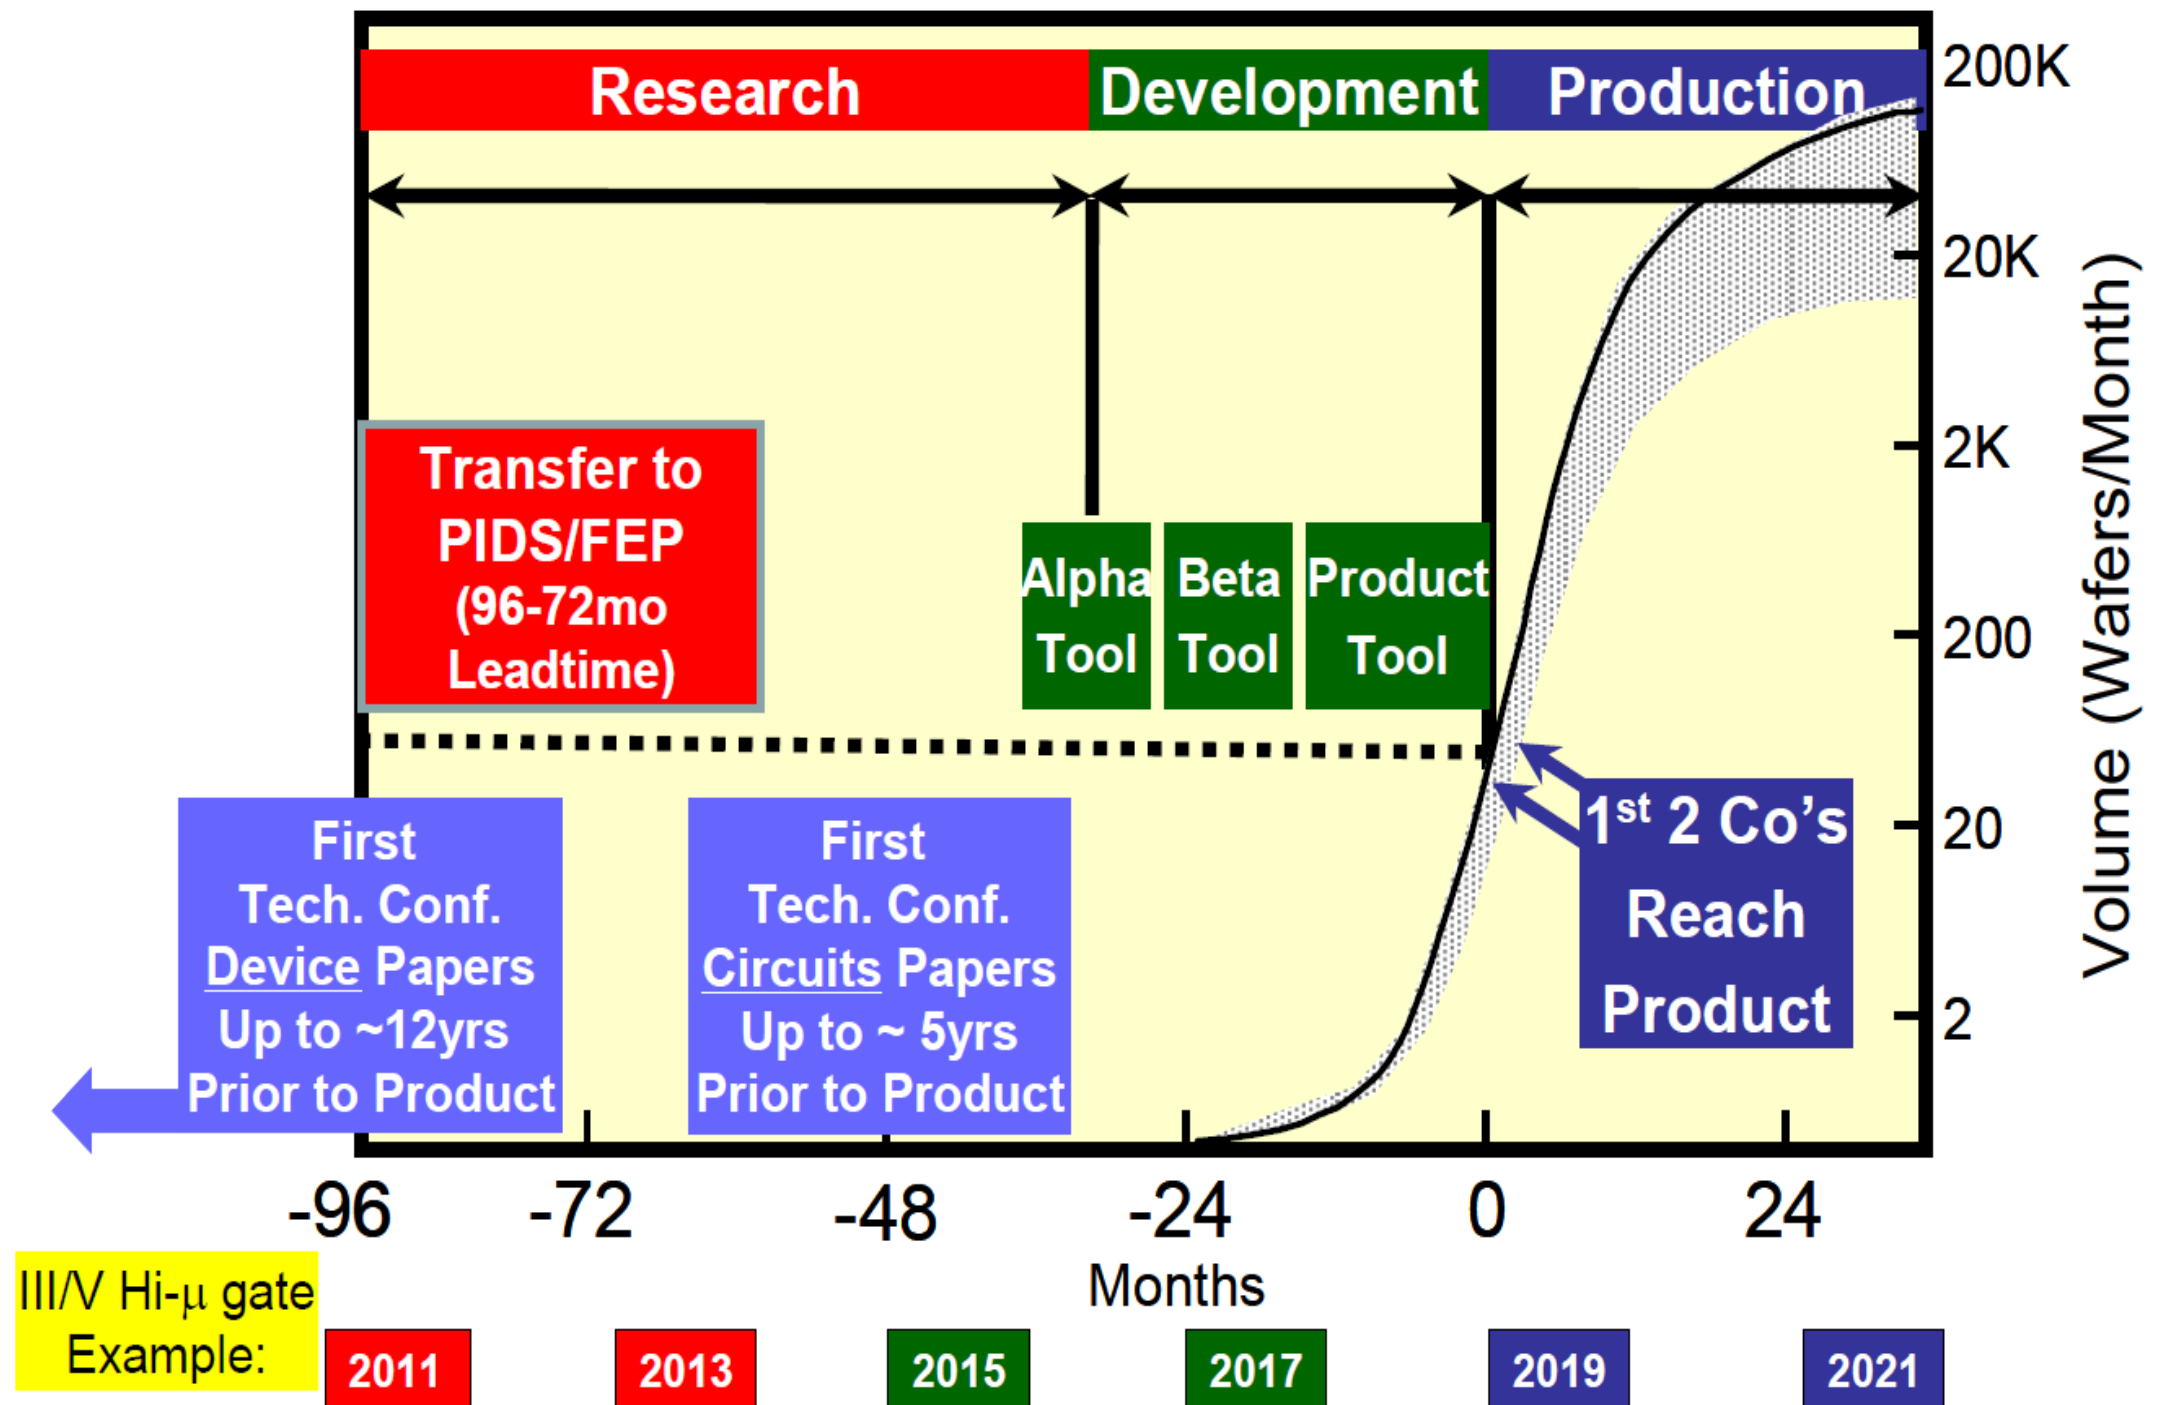 Research
Development
Production
200K
20K
2K
200
20
2
Volume (Wafers/Month)
Transfer to
PIDS/FEP
(96-72mo
Leadtime)
Alpha
Tool
Beta
Tool
Product
Tool
First
Tech. Conf.
Device Papers
Up to ~12yrs
Prior to Product
First
Tech. Conf.
Circuits Papers
Up to ~ 5yrs
Prior to Product
1st 2 Co’s
Reach
Product
-96
-72
-48
-24
0
24
Months
III/V Hi-μ gate
Example:
2011
2013
2015
2017
2019
2021